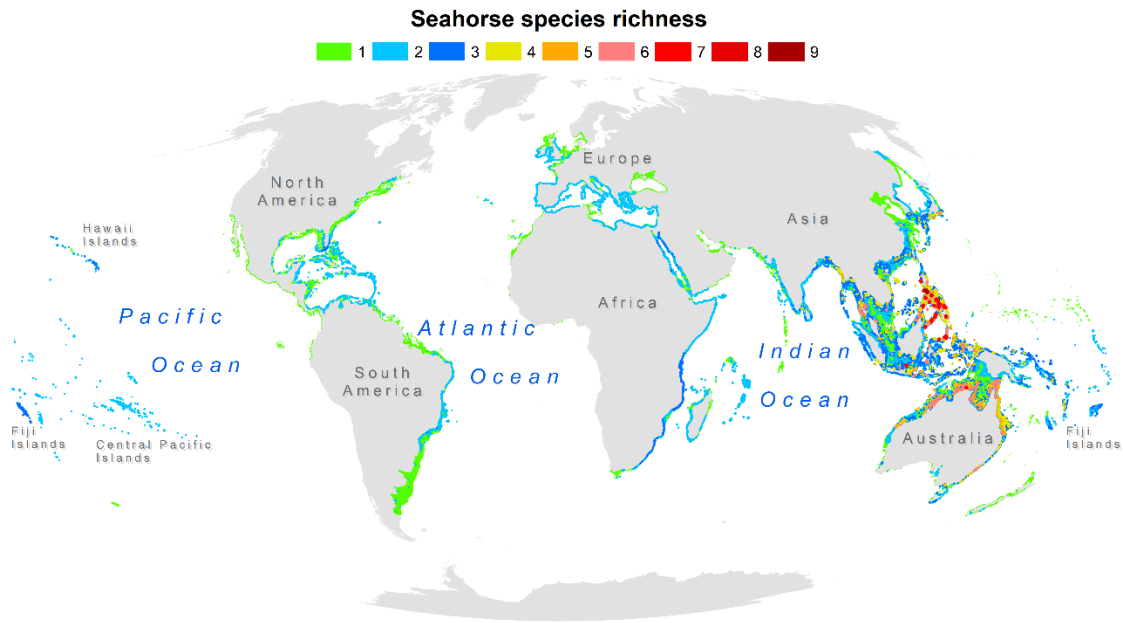 Seahorse species richness
1 2 3 4 5 6 7 8 9
Europe
North
America
Asia
Hawaii
Islands
Africa
Pacific
Ocean
Atlantic
Ocean
Indian
Ocean
South
America
Fiji
Islands
Central Pacific
Islands
Australia
Fiji
Islands